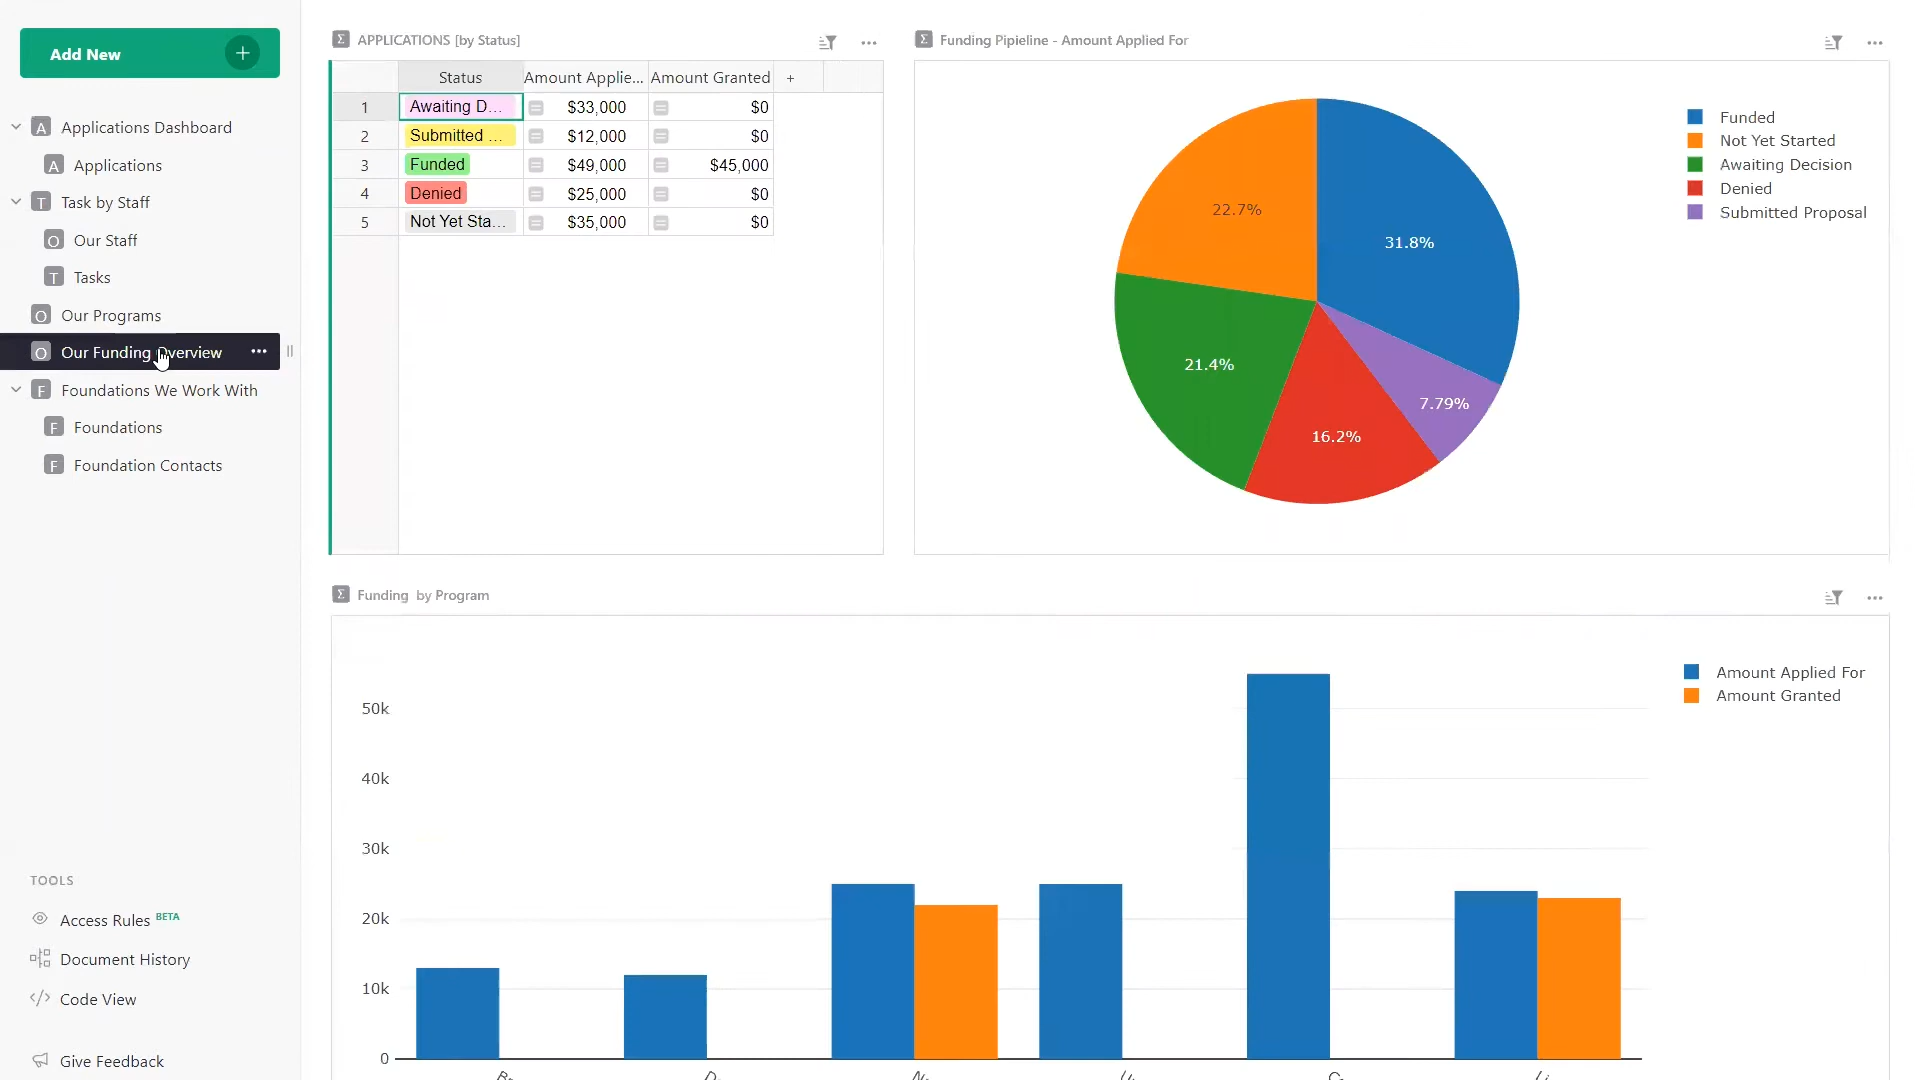 Add New
Applications Dashboard
Applications
Task by Staff
Our Staff
Tasks
Our Programs
Our Funding Overview
Foundations We Work With
Foundations
Foundation Contacts
TOOLS
Access Rules BETA
Document History
Code View
Give Feedback
APPLICATIONS [by Status]
Status Amount Applie... Amount Granted +
1 Awaiting D... $33,000 $0
2 Submitted ... $12,000 $0
3 Funded $49,000 $45,000
4 Denied $25,000 $0
5 Not Yet Sta... $35,000 $0
Funding Pipieline - Amount Applied For
Funded
Not Yet Started
Awaiting Decision
Denied
Submitted Proposal
22.7%
31.8%
21.4%
7.79%
16.2%
Funding by Program
Amount Applied For
Amount Granted
50k
40k
30k
20k
10k
0